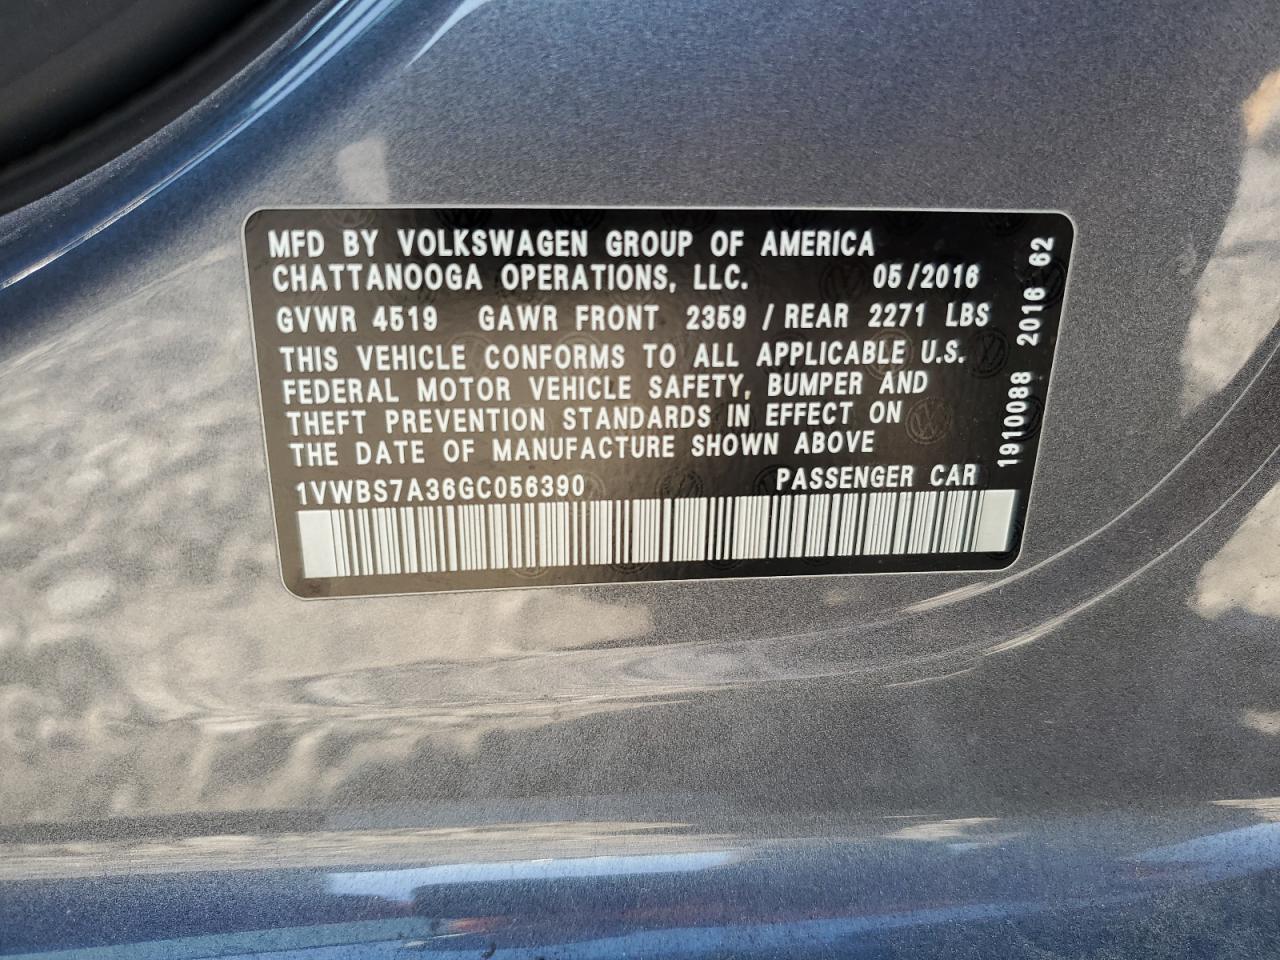 MFD BY VOLKSWAGEN GROUP OF AMERICA
CHATTANOOGA OPERATIONS, LLC. 05/2016
GVWR 4519 GAWR FRONT 2359 / REAR 2271 LBS
THIS VEHICLE CONFORMS TO ALL APPLICABLE U.S.
FEDERAL MOTOR VEHICLE SAFETY, BUMPER AND
THEFT PREVENTION STANDARDS IN EFFECT ON
THE DATE OF MANUFACTURE SHOWN ABOVE
1VWBS7A36GC056390 PASSENGER CAR
1910088 2016 62